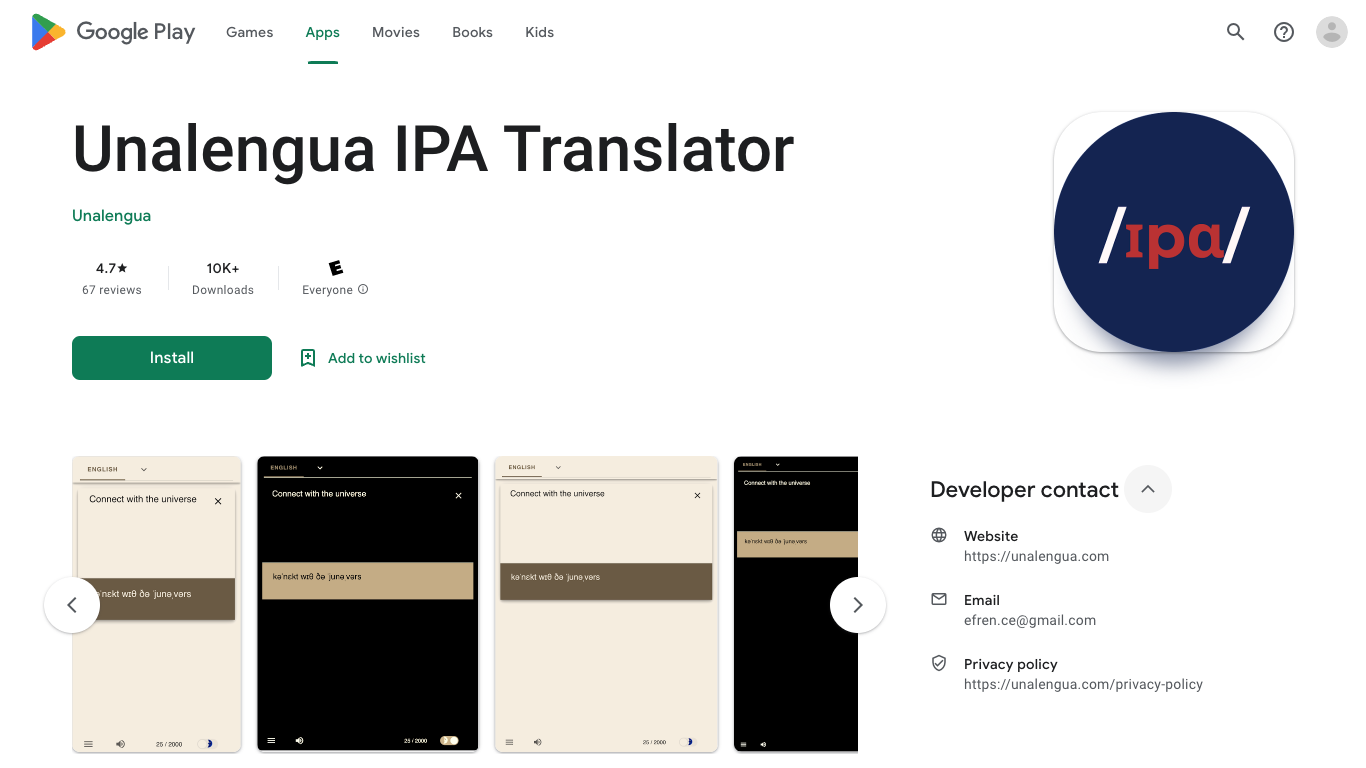 Google Play
Games
Apps
Movies
Books
Kids
Unalengua IPA Translator
Unalengua
4.7★
67 reviews
10K+
Downloads
E
Everyone
Install
Add to wishlist
/ɪpɑ/
ENGLISH
Connect with the universe
ˈnɛkt wɪθ ðə ˈjunəˌvərs
25 / 2000
ENGLISH
Connect with the universe
kəˈnɛkt wɪθ ðə ˈjunəˌvərs
25 / 2000
ENGLISH
Connect with the universe
kəˈnɛkt wɪθ ðə ˈjunəˌvərs
25 / 2000
ENGLISH
Connect with the universe
kəˈnɛkt wɪθ ðə ˈjunəˌvərs
Developer contact
Website
https://unalengua.com
Email
efren.ce@gmail.com
Privacy policy
https://unalengua.com/privacy-policy